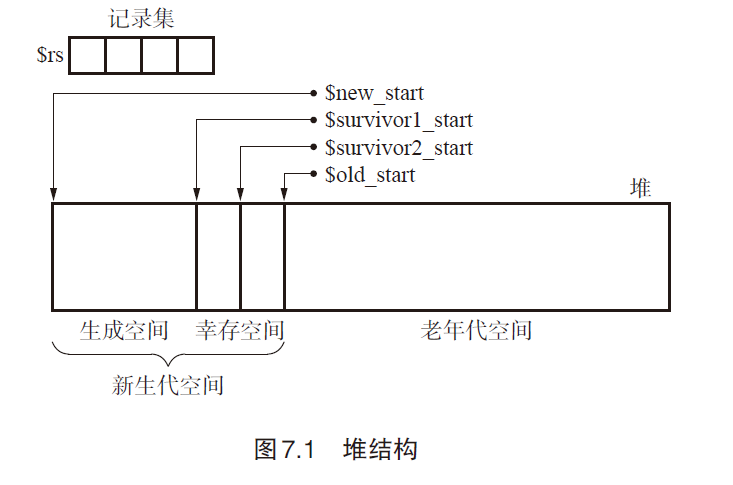 记录集
$rs
$new_start
$survivor1_start
$survivor2_start
$old_start
堆
生成空间 幸存空间 老年代空间
新生代空间
图7.1 堆结构